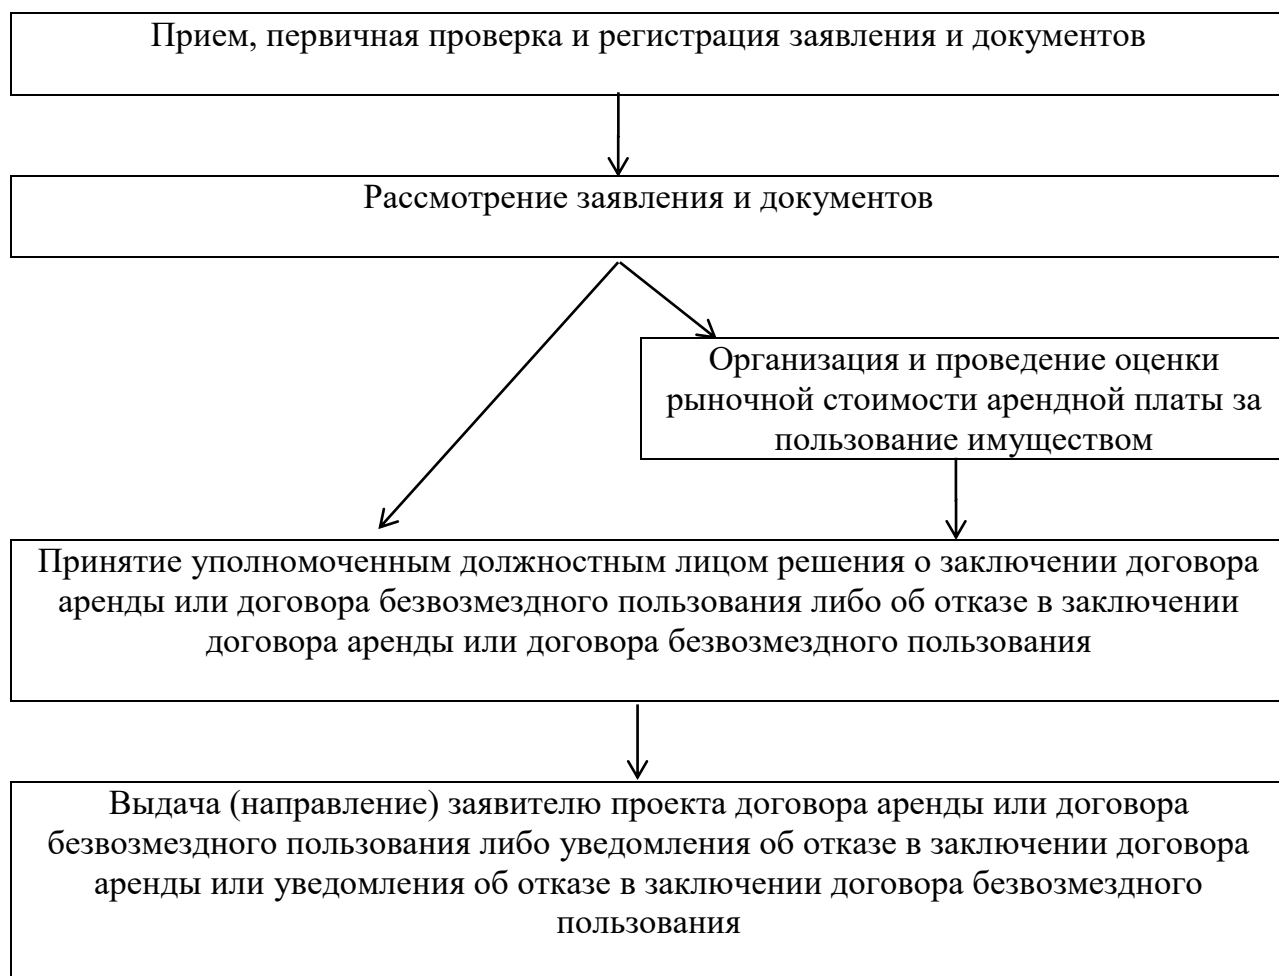 Прием, первичная проверка и регистрация заявления и документов
Рассмотрение заявления и документов
Организация и проведение оценки
рыночной стоимости арендной платы за
пользование имуществом
Принятие уполномоченным должностным лицом решения о заключении договора
аренды или договора безвозмездного пользования либо об отказе в заключении
договора аренды или договора безвозмездного пользования
Выдача (направление) заявителю проекта договора аренды или договора
безвозмездного пользования либо уведомления об отказе в заключении договора
аренды или уведомления об отказе в заключении договора безвозмездного
пользования